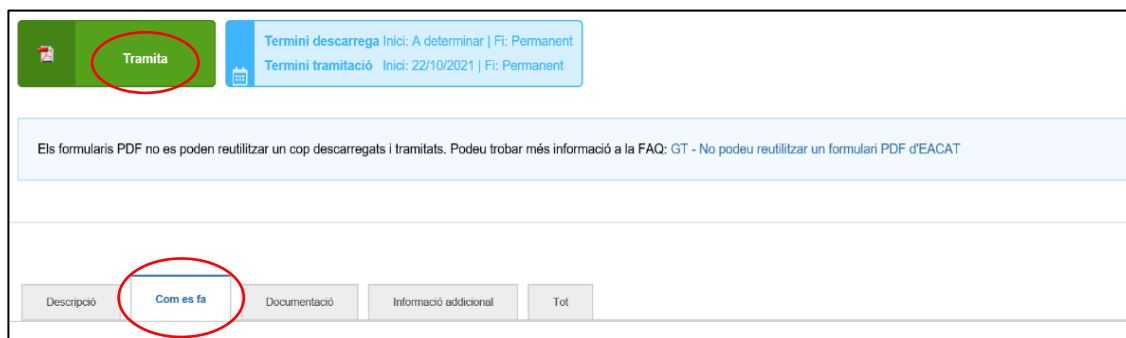 Tramita
Termini descarrega Inici: A determinar | Fi: Permanent
Termini tramitació Inici: 22/10/2021 | Fi: Permanent
Els formularis PDF no es poden reutilitzar un cop descarregats i tramitats. Podeu trobar més informació a la FAQ: GT - No podeu reutilitzar un formulari PDF d'EACAT
Descripció Com es fa Documentació Informació addicional Tot